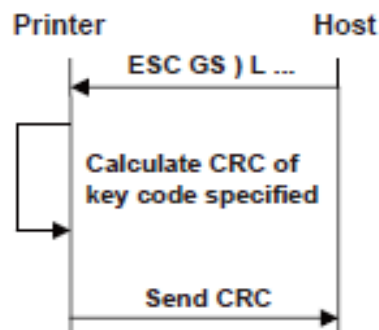 Printer Host
ESC GS ) L ...
Calculate CRC of
key code specified
Send CRC